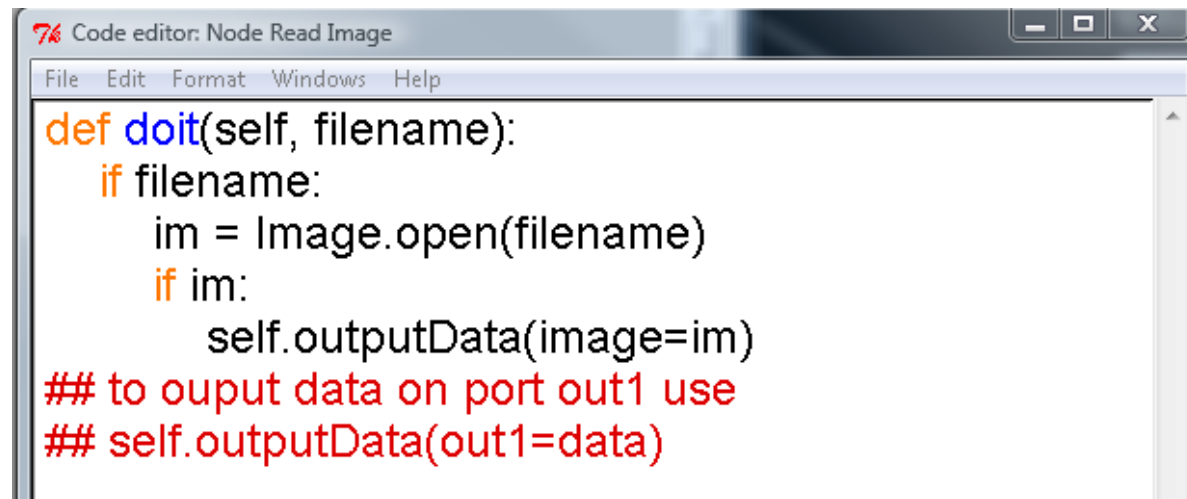 Code editor: Node Read Image
File Edit Format Windows Help
def doit(self, filename):
if filename:
im = Image.open(filename)
if im:
self.outputData(image=im)
## to ouput data on port out1 use
## self.outputData(out1=data)